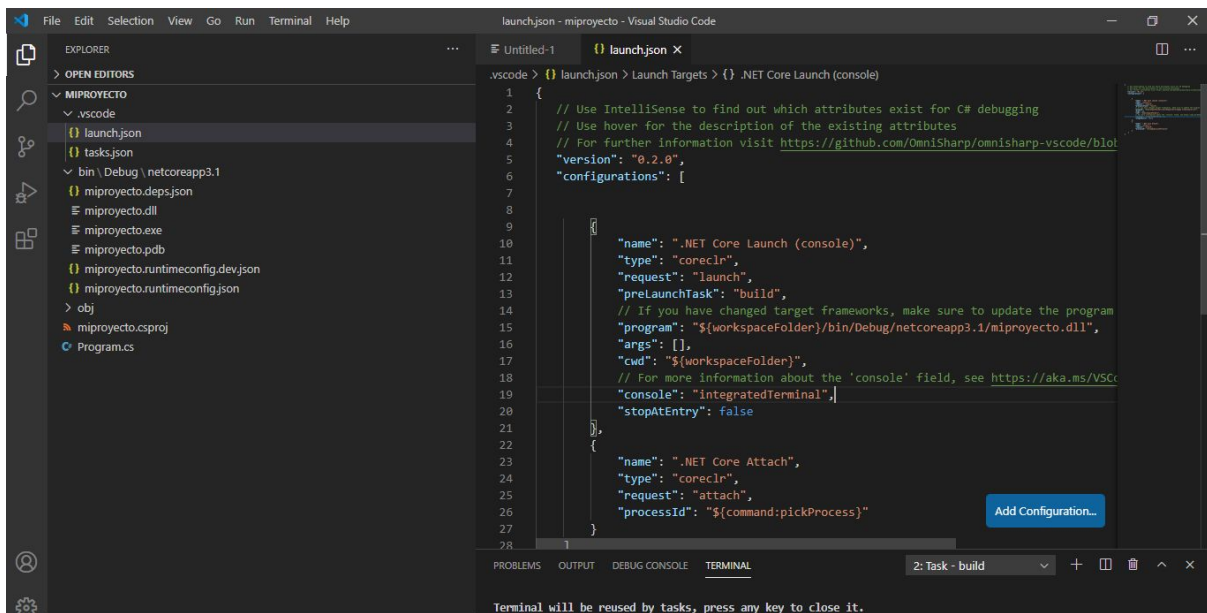 File Edit Selection View Go Run Terminal Help
launch.json - miproyecto - Visual Studio Code
EXPLORER
OPEN EDITORS
MIPROYECTO
.vscode
{} launch.json
{} tasks.json
bin \ Debug \ netcoreapp3.1
{} miproyecto.deps.json
miproyecto.dll
miproyecto.exe
miproyecto.pdb
{} miproyecto.runtimeconfig.dev.json
{} miproyecto.runtimeconfig.json
obj
miproyecto.csproj
Program.cs
Untitled-1
{} launch.json
.vscode > {} launch.json > Launch Targets > {} .NET Core Launch (console)
1 {
2 // Use IntelliSense to find out which attributes exist for C# debugging
3 // Use hover for the description of the existing attributes
4 // For further information visit https://github.com/OmniSharp/omnisharp-vscode/blob
5 "version": "0.2.0",
6 "configurations": [
7
8
9 {
10 "name": ".NET Core Launch (console)",
11 "type": "coreclr",
12 "request": "launch",
13 "preLaunchTask": "build",
14 // If you have changed target frameworks, make sure to update the program
15 "program": "${workspaceFolder}/bin/Debug/netcoreapp3.1/miproyecto.dll",
16 "args": [],
17 "cwd": "${workspaceFolder}",
18 // For more information about the 'console' field, see https://aka.ms/VSCo
19 "console": "integratedTerminal",
20 "stopAtEntry": false
21 },
22 {
23 "name": ".NET Core Attach",
24 "type": "coreclr",
25 "request": "attach",
26 "processId": "${command:pickProcess}"
27 }
28 ]
Add Configuration...
PROBLEMS OUTPUT DEBUG CONSOLE TERMINAL
2: Task - build
Terminal will be reused by tasks, press any key to close it.